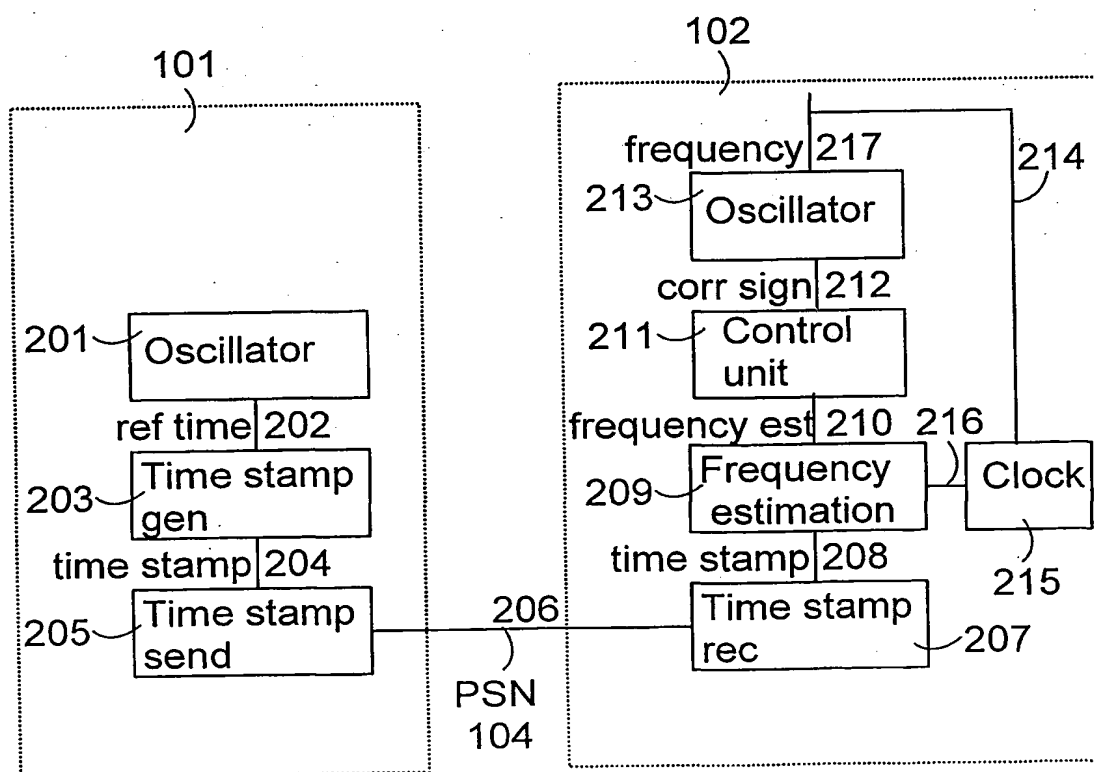 101
201
Oscillator
ref time 202
203
Time stamp
gen
time stamp 204
205
Time stamp
send
206
PSN
104
102
frequency 217
214
213
Oscillator
corr sign 212
211
Control
unit
frequency est 210
216
209
Frequency
estimation
Clock
215
time stamp 208
Time stamp
rec
207